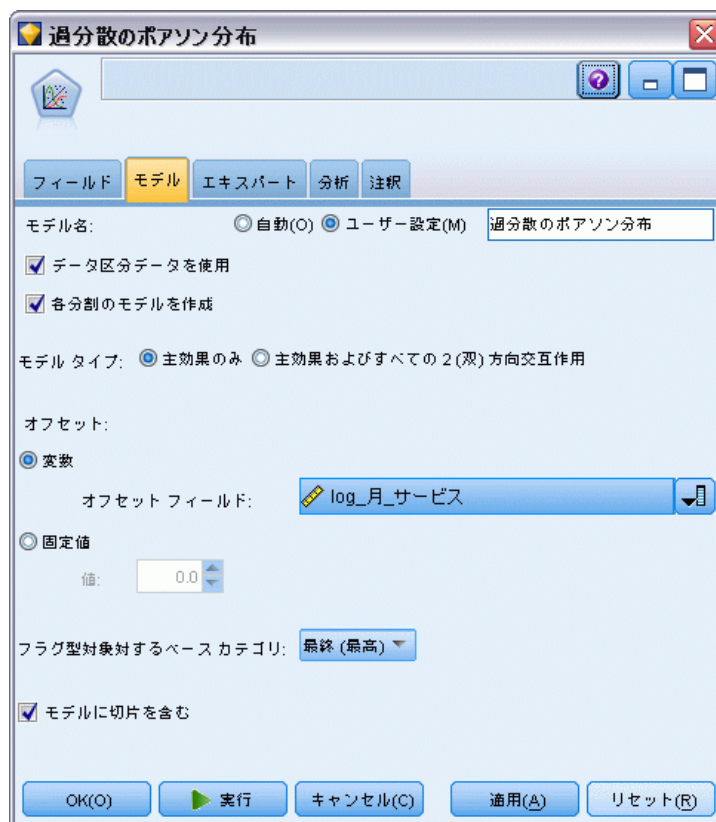 過分散のポアソン分布
フィールド モデル エキスパート 分析 注釈
モデル名: 自動(O) ユーザー設定(M) 過分散のポアソン分布
データ区分データを使用
各分割のモデルを作成
モデル タイプ: 主効果のみ 主効果およびすべての2(双)方向交互作用
オフセット:
変数
オフセット フィールド: log_月_サービス
固定値
値: 0.0
フラグ型対象対するベース カテゴリ: 最終 (最高)
モデルに切片を含む
OK(O) 実行 キャンセル(C) 適用(A) リセット(R)